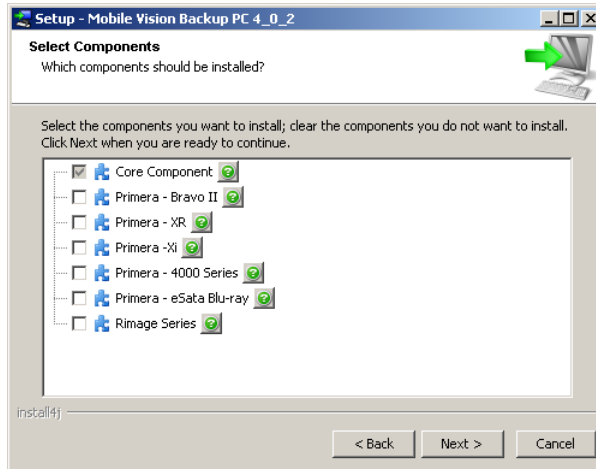 Setup - Mobile Vision Backup PC 4_0_2
Select Components
Which components should be installed?
Select the components you want to install; clear the components you do not want to install.
Click Next when you are ready to continue.
Core Component
Primera - Bravo II
Primera - XR
Primera -Xi
Primera - 4000 Series
Primera - eSata Blu-ray
Rimage Series
install4j
< Back Next > Cancel